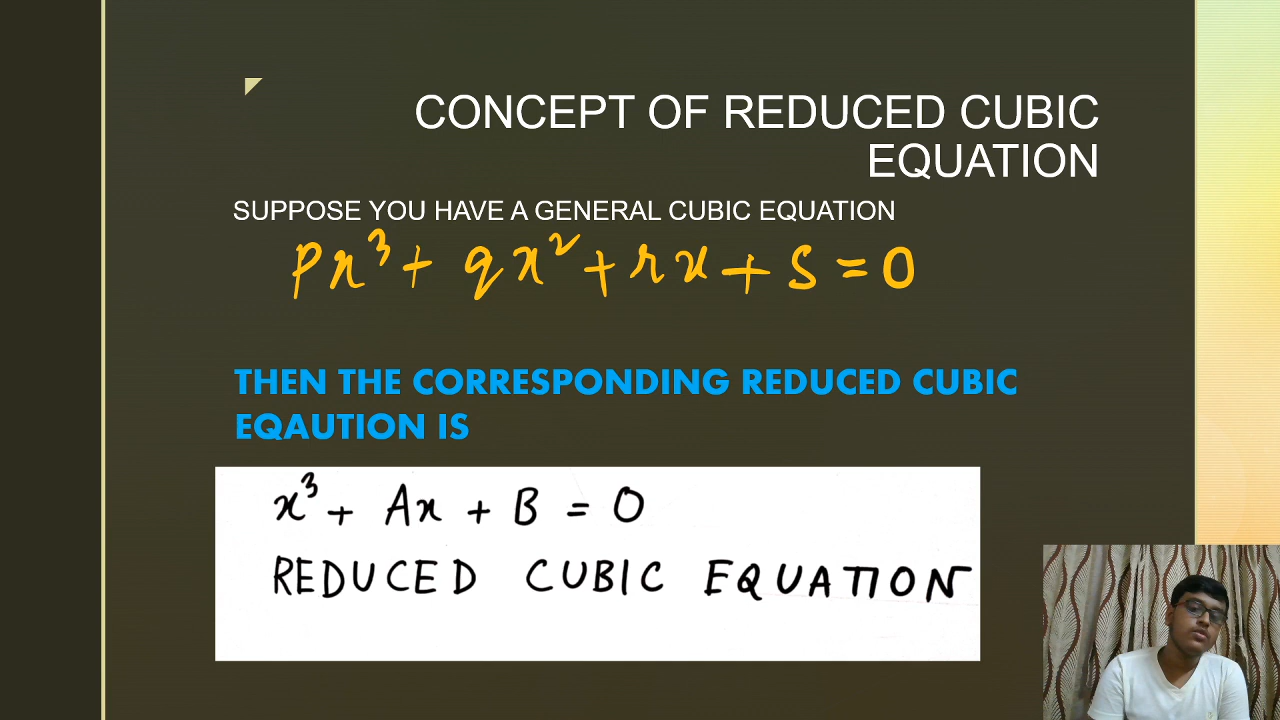 CONCEPT OF REDUCED CUBIC
EQUATION
SUPPOSE YOU HAVE A GENERAL CUBIC EQUATION
px³ + qx² + rx + s = 0
THEN THE CORRESPONDING REDUCED CUBIC
EQAUTION IS
x³ + Ax + B = 0
REDUCED CUBIC EQUATION